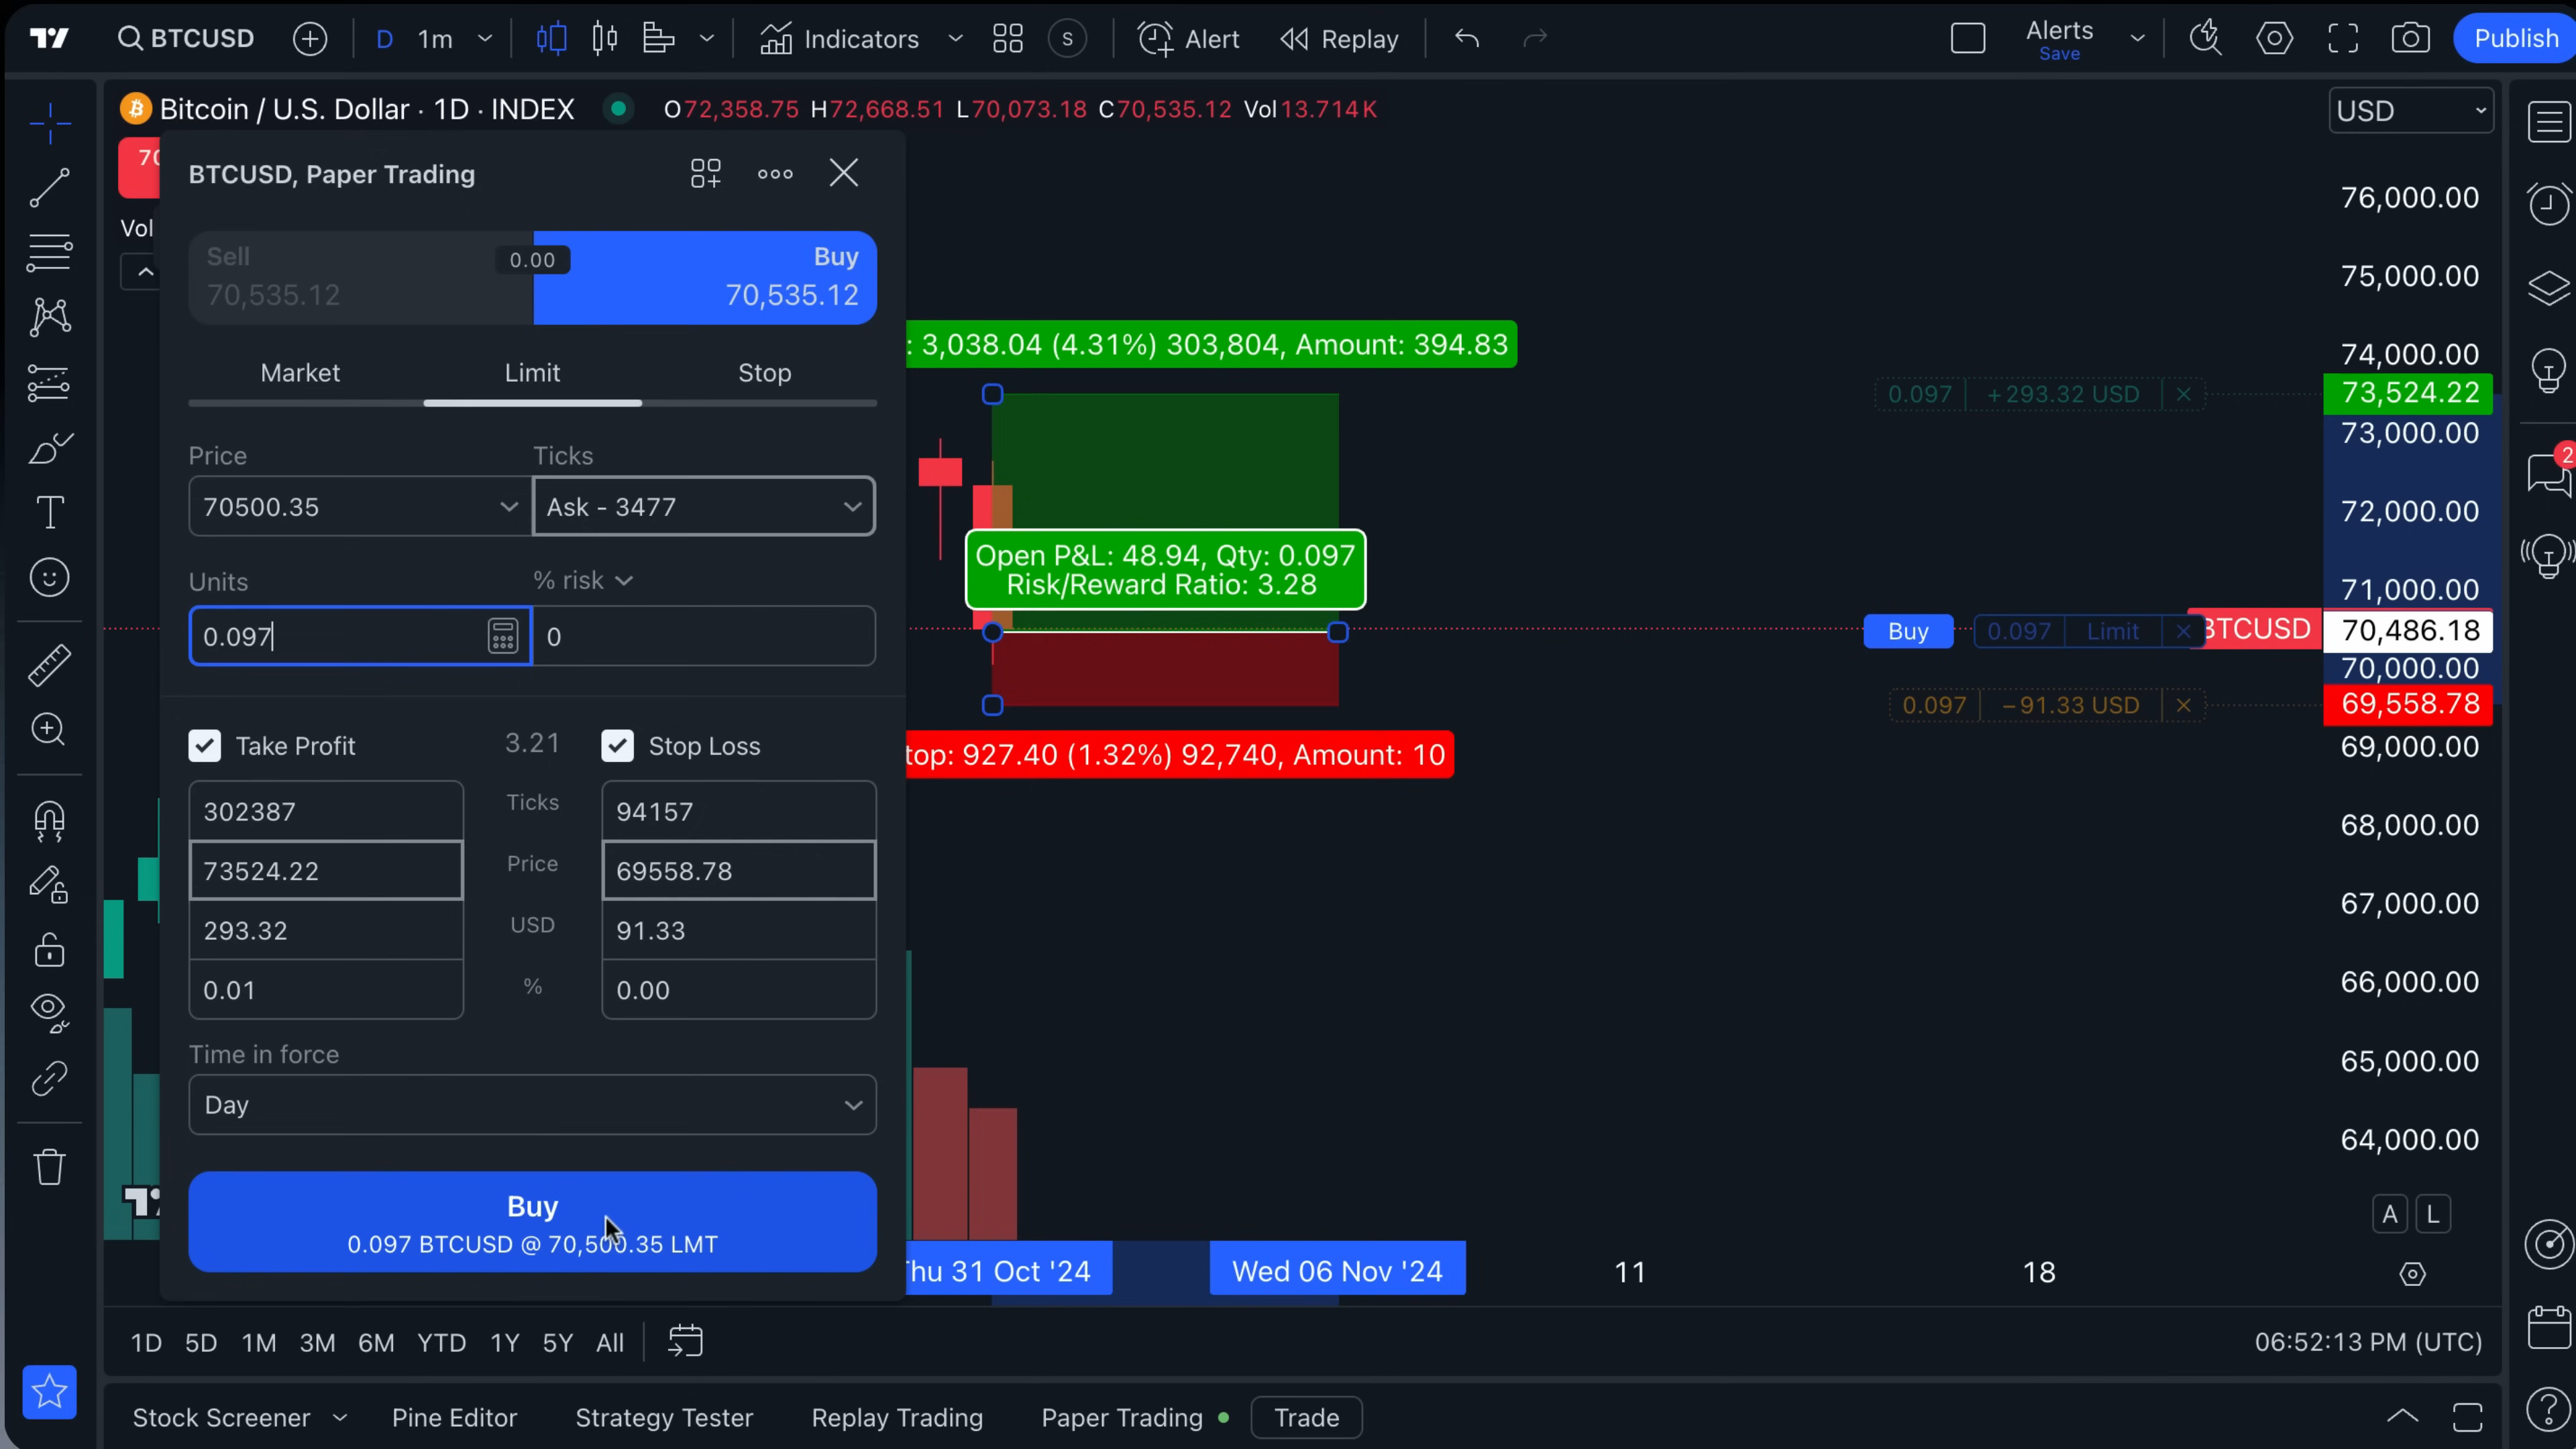 BTCUSD
D 1m
Indicators
S
Alert
Replay
Alerts
Save
Publish
Bitcoin / U.S. Dollar · 1D · INDEX
O72,358.75 H72,668.51 L70,073.18 C70,535.12 Vol13.714K
USD
Vol
BTCUSD, Paper Trading
Sell
70,535.12
0.00
Buy
70,535.12
Market Limit Stop
Price Ticks
70500.35 Ask - 3477
Units % risk
0.097 0
Take Profit 3.21 Stop Loss
302387 Ticks 94157
73524.22 Price 69558.78
293.32 USD 91.33
0.01 % 0.00
Time in force
Day
Buy
0.097 BTCUSD @ 70,500.35 LMT
: 3,038.04 (4.31%) 303,804, Amount: 394.83
Open P&L: 48.94, Qty: 0.097
Risk/Reward Ratio: 3.28
top: 927.40 (1.32%) 92,740, Amount: 10
0.097 +293.32 USD
Buy 0.097 Limit
BTCUSD
0.097 −91.33 USD
76,000.00
75,000.00
74,000.00
73,524.22
73,000.00
72,000.00
71,000.00
70,486.18
70,000.00
69,558.78
69,000.00
68,000.00
67,000.00
66,000.00
65,000.00
64,000.00
A L
2
Thu 31 Oct '24 Wed 06 Nov '24 11 18
1D 5D 1M 3M 6M YTD 1Y 5Y All
06:52:13 PM (UTC)
Stock Screener Pine Editor Strategy Tester Replay Trading Paper Trading Trade